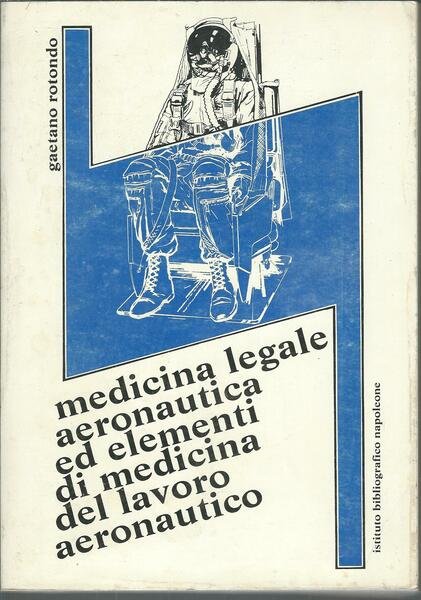 gaetano rotondo
medicina legale
aeronautica
ed elementi
di medicina
del lavoro
aeronautico
istituto bibliografico napoleone